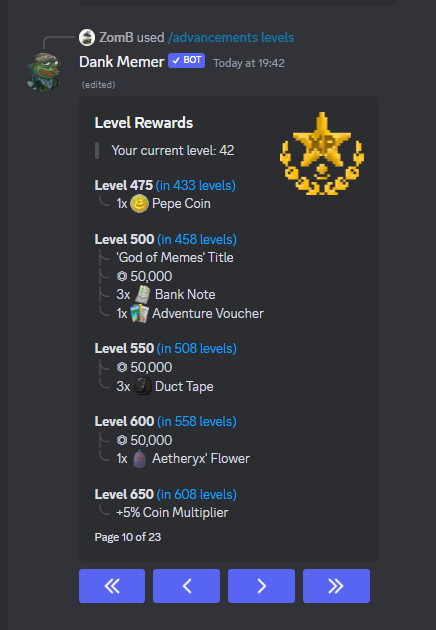 ZomB used /advancements levels
Dank Memer ✓ BOT Today at 19:42
(edited)
Level Rewards
XP
Your current level: 42
Level 475 (in 433 levels)
1x Pepe Coin
Level 500 (in 458 levels)
'God of Memes' Title
50,000
3x Bank Note
1x Adventure Voucher
Level 550 (in 508 levels)
50,000
3x Duct Tape
Level 600 (in 558 levels)
50,000
1x Aetheryx' Flower
Level 650 (in 608 levels)
+5% Coin Multiplier
Page 10 of 23